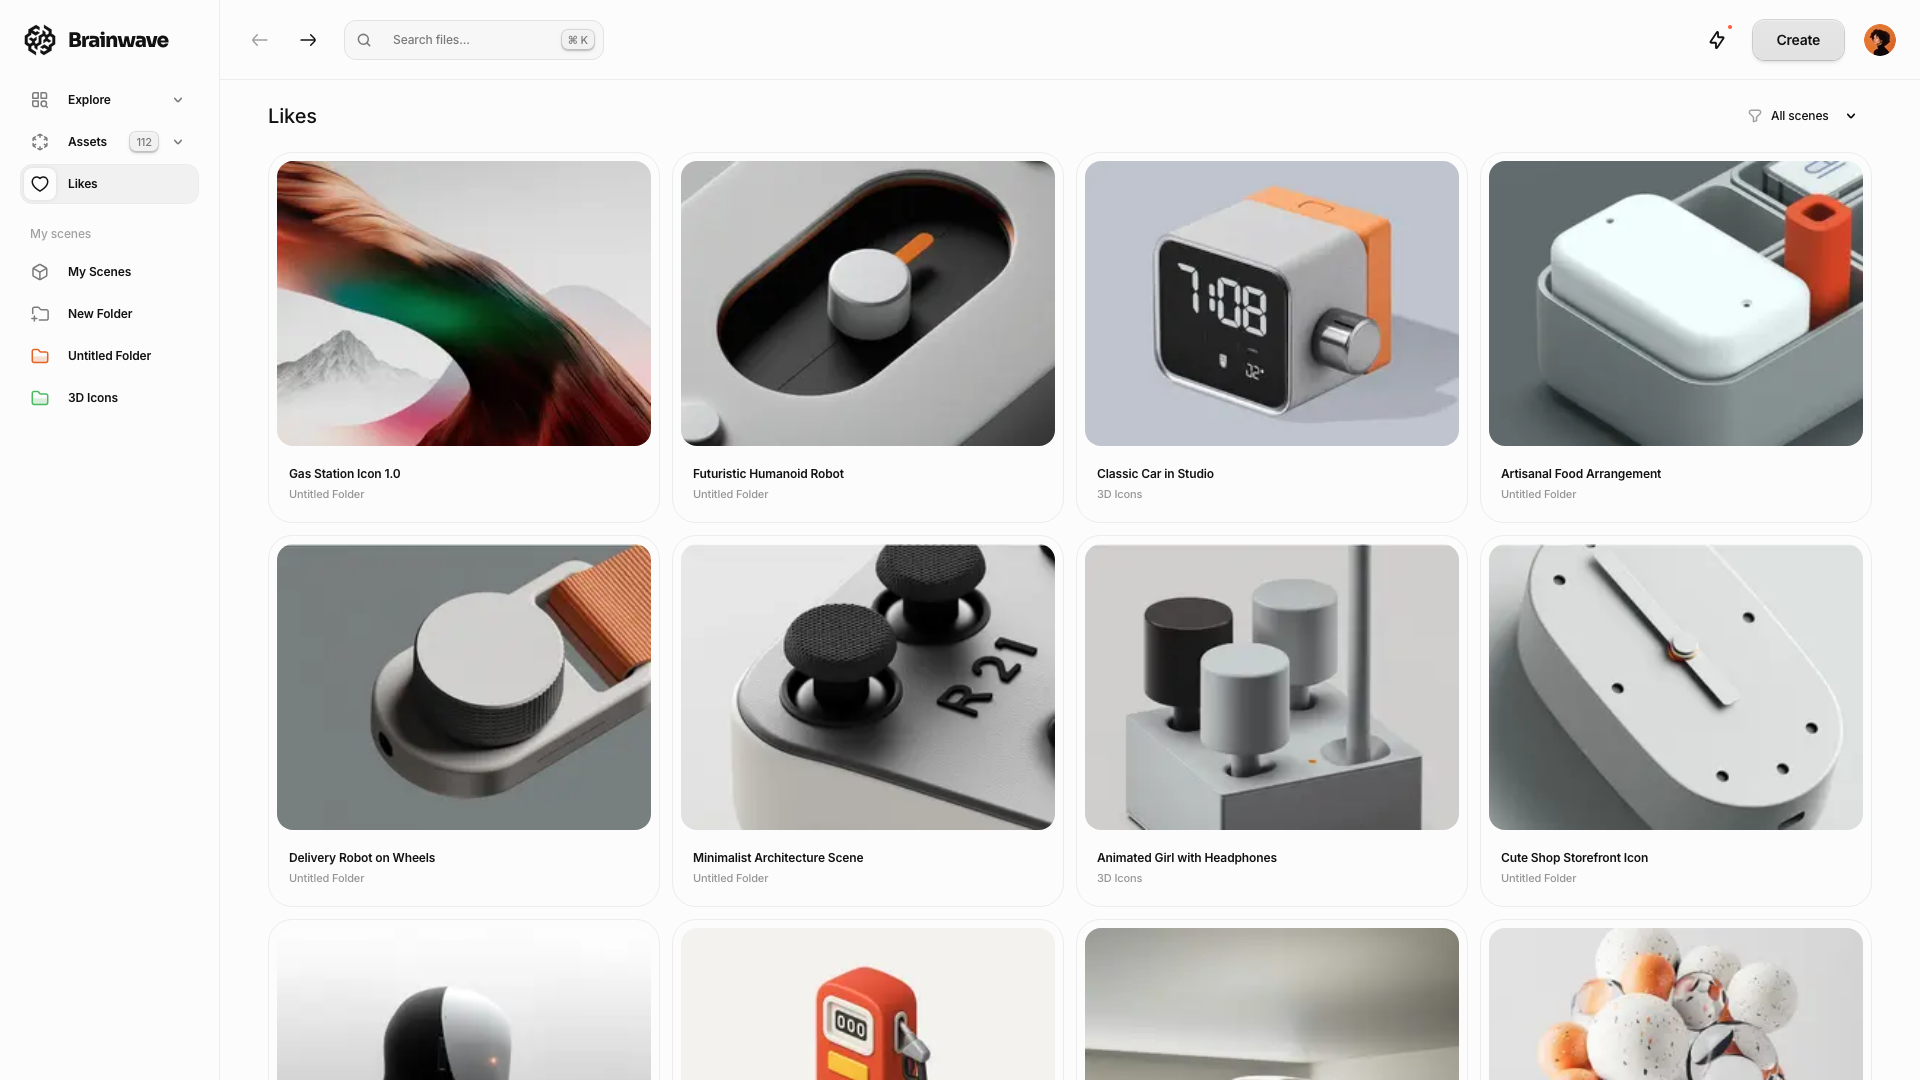 Brainwave
Search files...
⌘ K
Create
Explore
Assets
112
Likes
My scenes
My Scenes
New Folder
Untitled Folder
3D Icons
Likes
All scenes
7:08
Gas Station Icon 1.0
Untitled Folder
Futuristic Humanoid Robot
Untitled Folder
Classic Car in Studio
3D Icons
Artisanal Food Arrangement
Untitled Folder
R 21
Delivery Robot on Wheels
Untitled Folder
Minimalist Architecture Scene
Untitled Folder
Animated Girl with Headphones
3D Icons
Cute Shop Storefront Icon
Untitled Folder
000